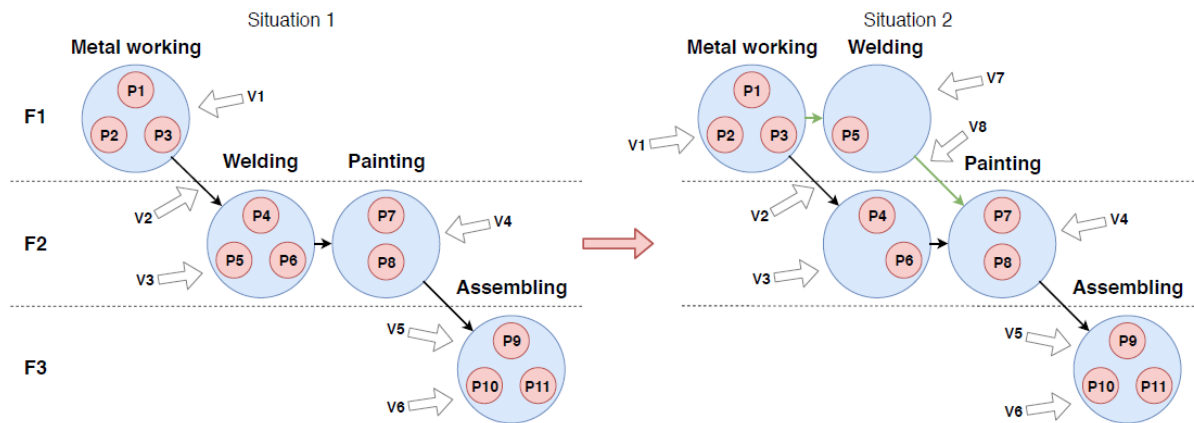 Situation 1
Metal working
F1
P1
P2
P3
V1
Welding
Painting
V2
F2
P4
P5
P6
P7
P8
V3
V4
Assembling
F3
V5
P9
P10
P11
V6
Situation 2
Metal working
Welding
P1
P2
P3
V1
P5
V7
V8
Painting
V2
P4
P6
P7
P8
V3
V4
Assembling
V5
P9
P10
P11
V6